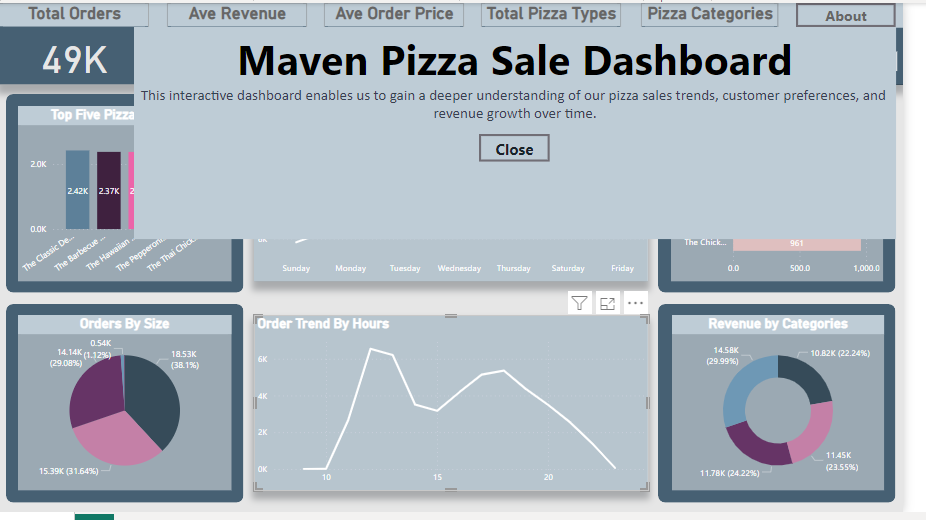 Total Orders
Ave Revenue
Ave Order Price
Total Pizza Types
Pizza Categories
About
49K
Maven Pizza Sale Dashboard
This interactive dashboard enables us to gain a deeper understanding of our pizza sales trends, customer preferences, and
revenue growth over time.
Close
Top Five Pizza
2.0K
0.0K
2.42K
2.37K
2
The Classic De...
The Barbecue ...
The Hawaiian ...
The Pepperoni...
The Thai Chick...
6K
Sunday
Monday
Tuesday
Wednesday
Thursday
Saturday
Friday
The Chick...
961
0.0
500.0
1,000.0
Orders By Size
0.54K
(1.12%)
14.14K
(29.08%)
18.53K
(38.1%)
15.39K (31.64%)
Order Trend By Hours
6K
4K
2K
0K
10
15
20
Revenue by Categories
14.58K
(29.99%)
10.82K (22.24%)
11.78K (24.22%)
11.45K
(23.55%)